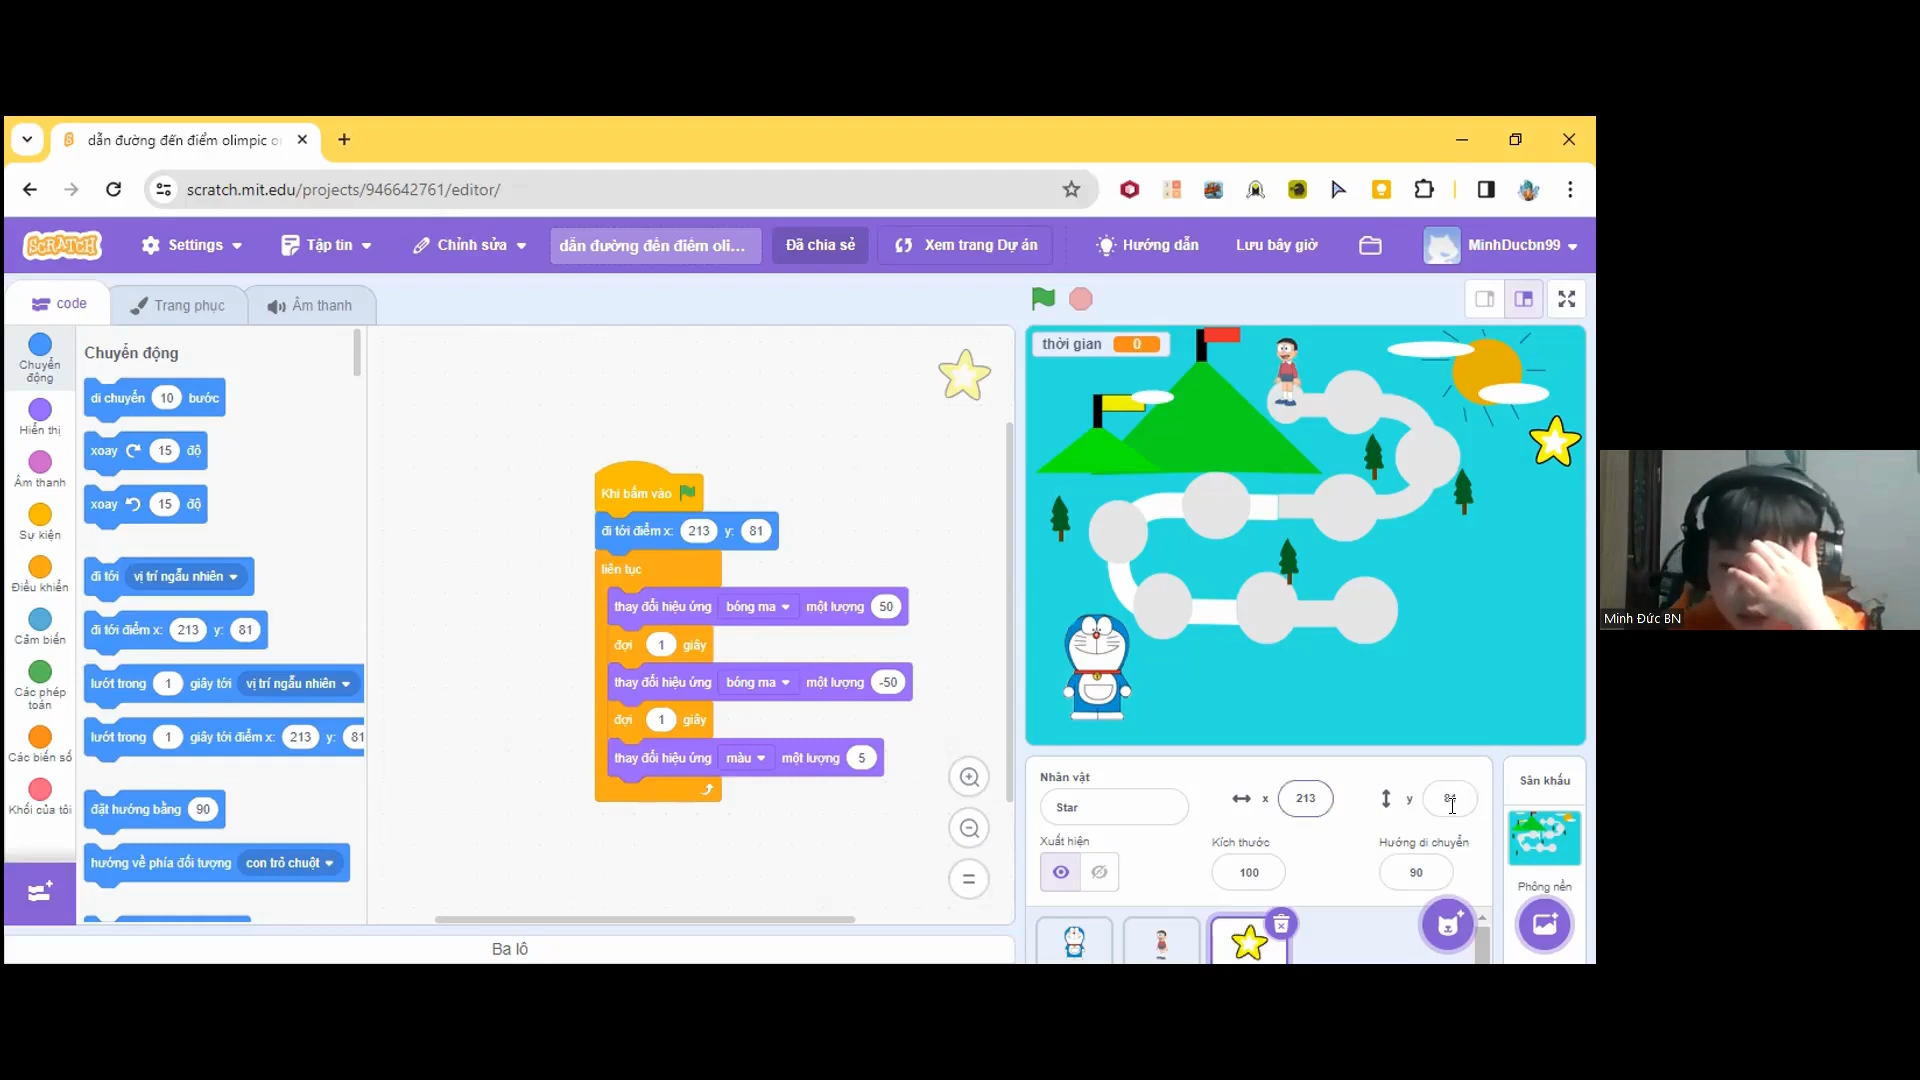 dẫn đường đến điểm olimpic o
scratch.mit.edu/projects/946642761/editor/
SCRATCH
Settings
Tập tin
Chỉnh sửa
dẫn đường đến điểm oli...
Đã chia sẻ
Xem trang Dự án
Hướng dẫn
Lưu bây giờ
MinhDucbn99
code
Trang phục
Âm thanh
Chuyển động
Hiển thị
Âm thanh
Sự kiện
Điều khiển
Cảm biến
Các phép toán
Các biến số
Khối của tôi
Chuyển động
di chuyển 10 bước
xoay 15 độ
xoay 15 độ
đi tới vị trí ngẫu nhiên
đi tới điểm x: 213 y: 81
lướt trong 1 giây tới vị trí ngẫu nhiên
lướt trong 1 giây tới điểm x: 213 y: 81
đặt hướng bằng 90
hướng về phía đối tượng con trỏ chuột
Khi bấm vào
đi tới điểm x: 213 y: 81
liên tục
thay đổi hiệu ứng bóng ma một lượng 50
đợi 1 giây
thay đổi hiệu ứng bóng ma một lượng -50
đợi 1 giây
thay đổi hiệu ứng màu một lượng 5
Ba lô
thời gian 0
Nhân vật
Star
x 213
y 81
Xuất hiện
Kích thước
100
Hướng di chuyển
90
Sân khấu
Phông nền
Minh Đức BN